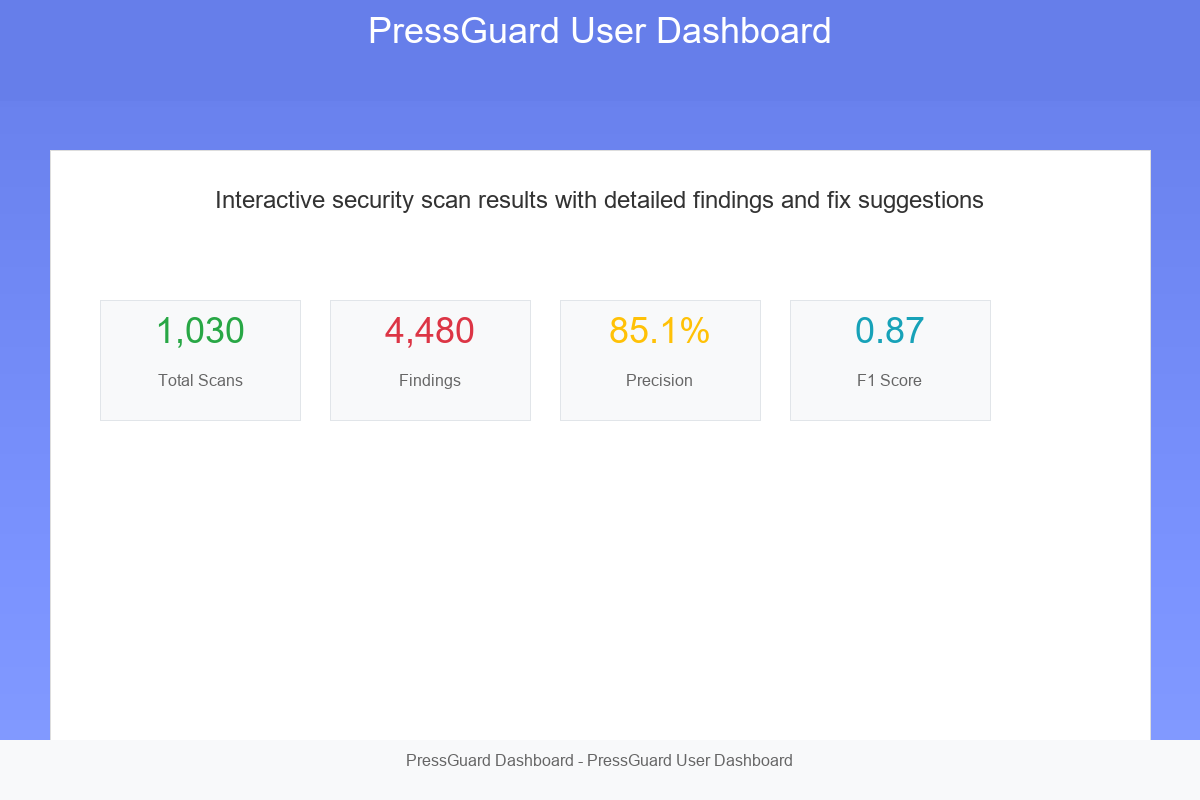 PressGuard User Dashboard
Interactive security scan results with detailed findings and fix suggestions
1,030
Total Scans
4,480
Findings
85.1%
Precision
0.87
F1 Score
PressGuard Dashboard - PressGuard User Dashboard